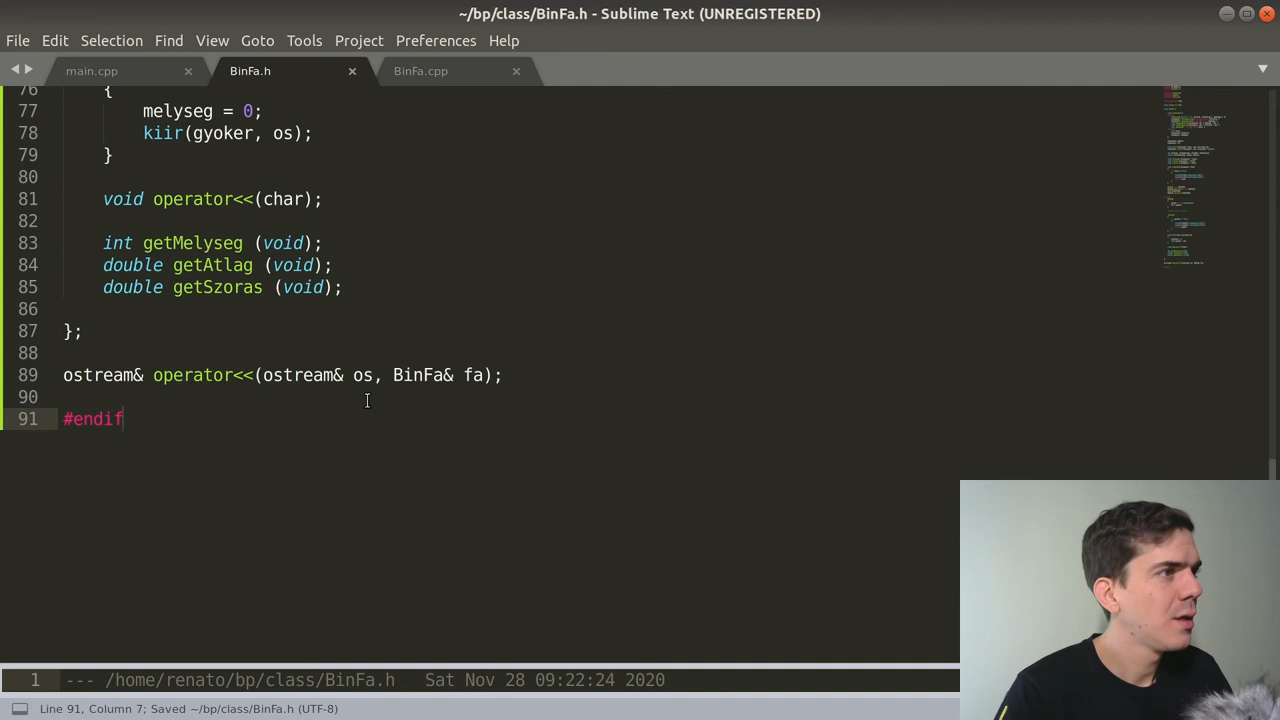 ~/bp/class/BinFa.h - Sublime Text (UNREGISTERED)
File Edit Selection Find View Goto Tools Project Preferences Help
main.cpp × BinFa.h × BinFa.cpp ×
76 {
77 melyseg = 0;
78 kiir(gyoker, os);
79 }
80
81 void operator<<(char);
82
83 int getMelyseg (void);
84 double getAtlag (void);
85 double getSzoras (void);
86
87 };
88
89 ostream& operator<<(ostream& os, BinFa& fa);
90
91 #endif
1 --- /home/renato/bp/class/BinFa.h Sat Nov 28 09:22:24 2020
Line 91, Column 7; Saved ~/bp/class/BinFa.h (UTF-8)